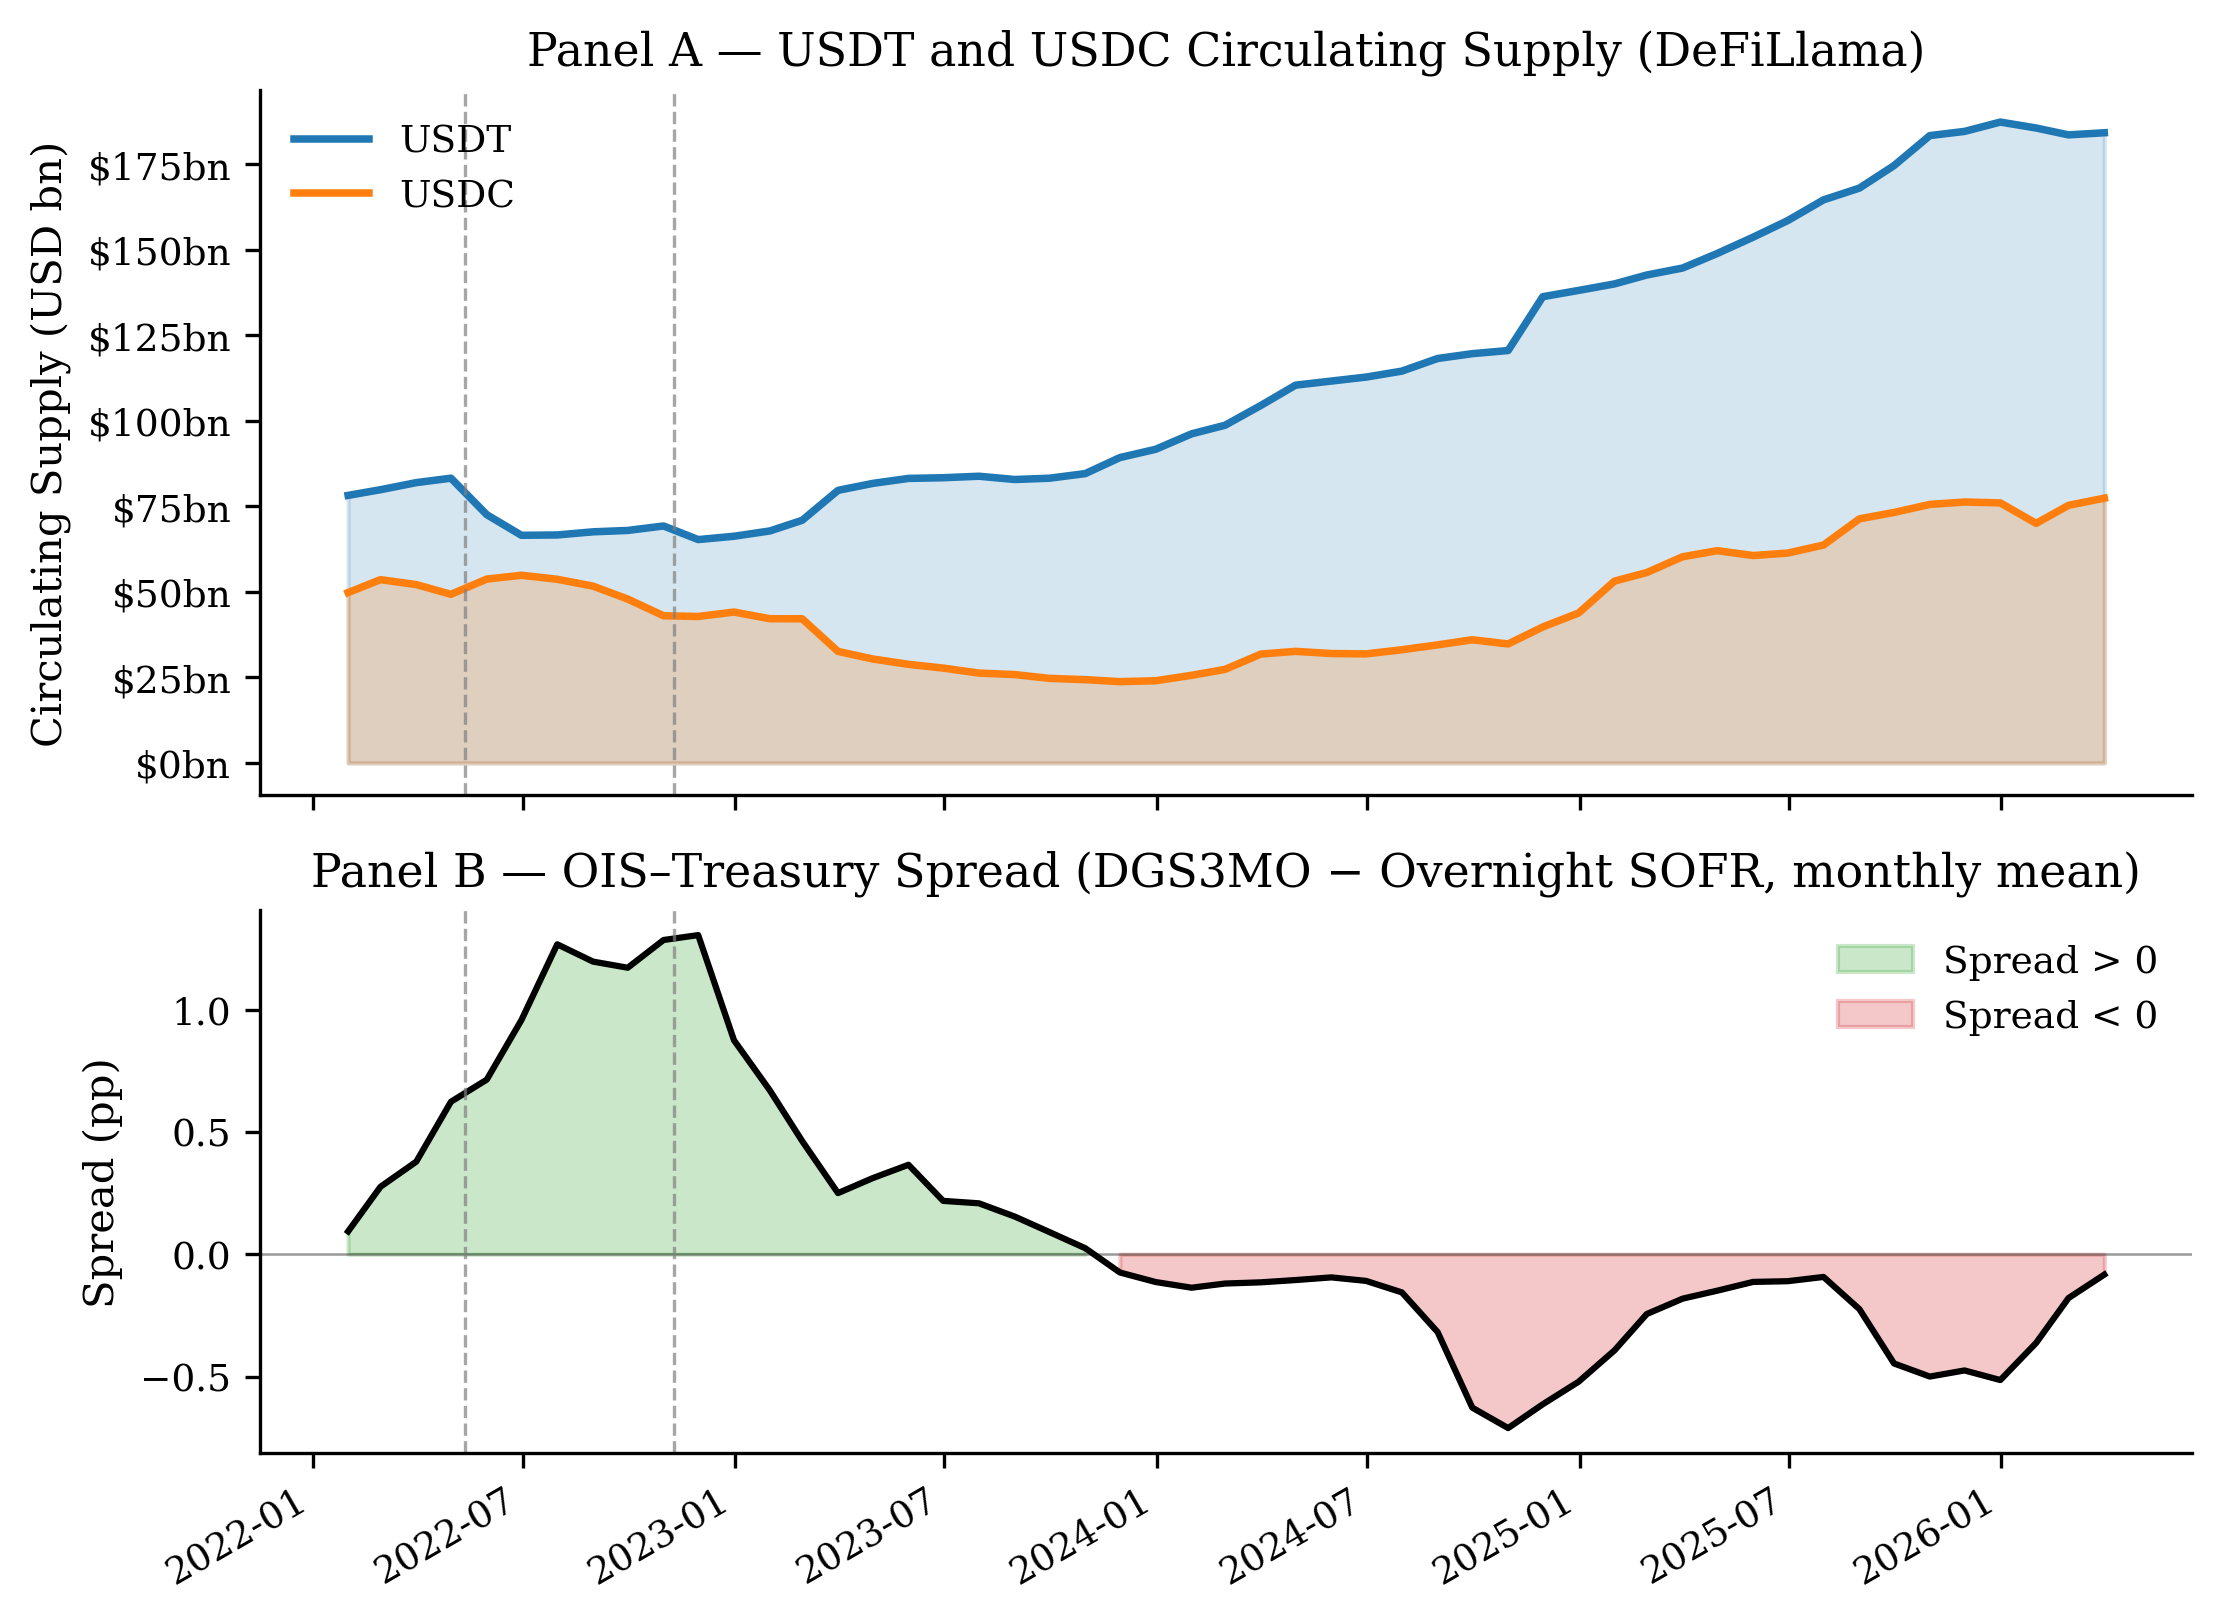 Panel A — USDT and USDC Circulating Supply (DeFiLlama)
USDT
USDC
Circulating Supply (USD bn)
$175bn
$150bn
$125bn
$100bn
$75bn
$50bn
$25bn
$0bn
Panel B — OIS–Treasury Spread (DGS3MO − Overnight SOFR, monthly mean)
Spread > 0
Spread < 0
Spread (pp)
1.0
0.5
0.0
−0.5
2022-01
2022-07
2023-01
2023-07
2024-01
2024-07
2025-01
2025-07
2026-01